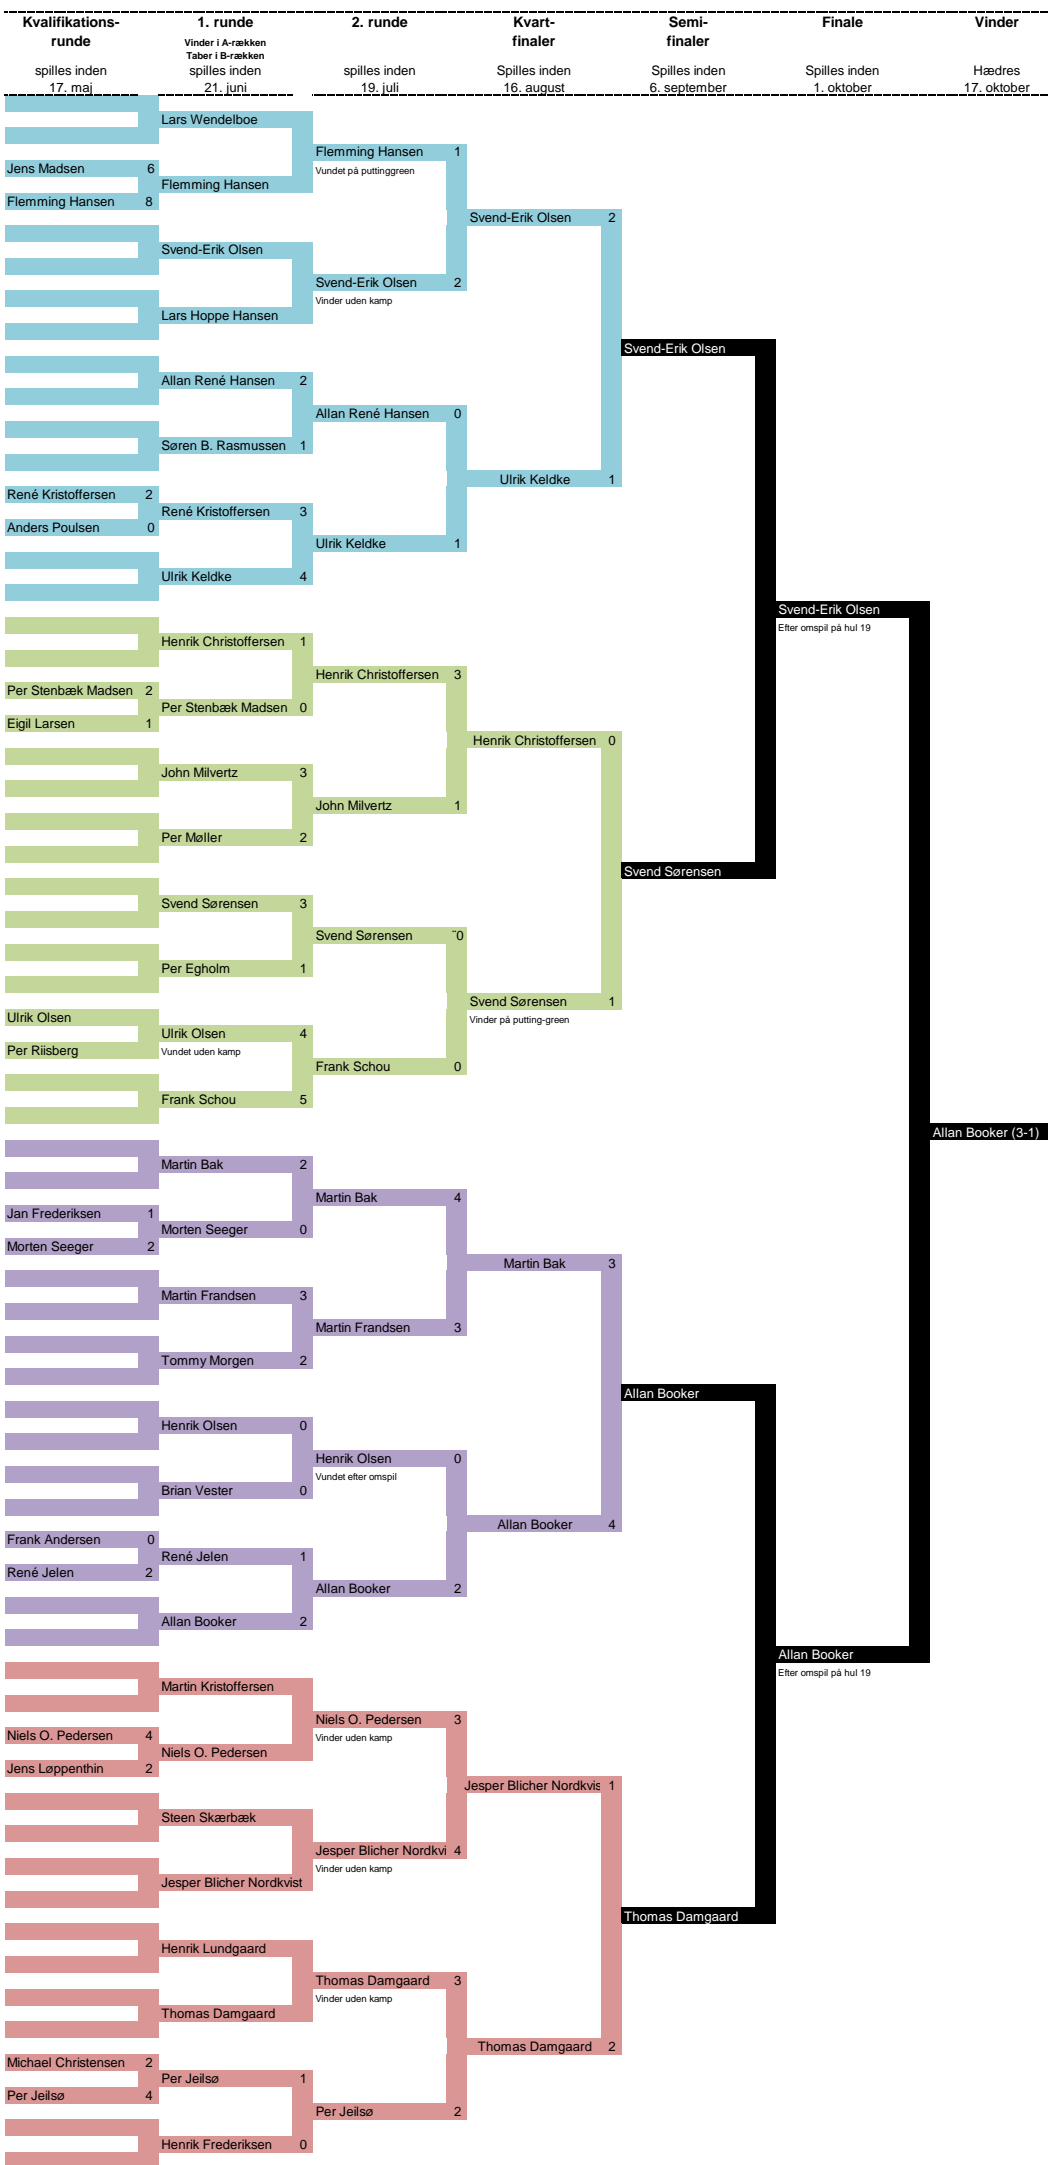 Kvalifikations- 1. runde 2. runde Kvart- Semi- Finale Vinder
runde Vinder i A-rækken finaler finaler
Taber i B-rækken
spilles inden spilles inden spilles inden Spilles inden Spilles inden Spilles inden Hædres
17. maj 21. juni 19. juli 16. august 6. september 1. oktober 17. oktober
Lars Wendelboe
Flemming Hansen 1
Jens Madsen 6 Vundet på puttinggreen
Flemming Hansen
Flemming Hansen 8
Svend-Erik Olsen 2
Svend-Erik Olsen
Svend-Erik Olsen 2
Vinder uden kamp
Lars Hoppe Hansen
Svend-Erik Olsen
Allan René Hansen 2
Allan René Hansen 0
Søren B. Rasmussen 1
Ulrik Keldke 1
René Kristoffersen 2
René Kristoffersen 3
Anders Poulsen 0
Ulrik Keldke 1
Ulrik Keldke 4
Svend-Erik Olsen
Efter omspil på hul 19
Henrik Christoffersen 1
Henrik Christoffersen 3
Per Stenbæk Madsen 2
Per Stenbæk Madsen 0
Eigil Larsen 1
Henrik Christoffersen 0
John Milvertz 3
John Milvertz 1
Per Møller 2
Svend Sørensen
Svend Sørensen 3
Svend Sørensen ¨0
Per Egholm 1
Svend Sørensen 1
Ulrik Olsen Vinder på putting-green
Ulrik Olsen 4
Per Riisberg Vundet uden kamp
Frank Schou 0
Frank Schou 5
Allan Booker (3-1)
Martin Bak 2
Martin Bak 4
Jan Frederiksen 1
Morten Seeger 0
Morten Seeger 2
Martin Bak 3
Martin Frandsen 3
Martin Frandsen 3
Tommy Morgen 2
Allan Booker
Henrik Olsen 0
Henrik Olsen 0
Vundet efter omspil
Brian Vester 0
Allan Booker 4
Frank Andersen 0
René Jelen 1
René Jelen 2
Allan Booker 2
Allan Booker 2
Allan Booker
Efter omspil på hul 19
Martin Kristoffersen
Niels O. Pedersen 3
Niels O. Pedersen 4 Vinder uden kamp
Niels O. Pedersen
Jens Løppenthin 2
Jesper Blicher Nordkvis 1
Steen Skærbæk
Jesper Blicher Nordkvi 4
Vinder uden kamp
Jesper Blicher Nordkvist
Thomas Damgaard
Henrik Lundgaard
Thomas Damgaard 3
Vinder uden kamp
Thomas Damgaard
Thomas Damgaard 2
Michael Christensen 2
Per Jeilsø 1
Per Jeilsø 4
Per Jeilsø 2
Henrik Frederiksen 0